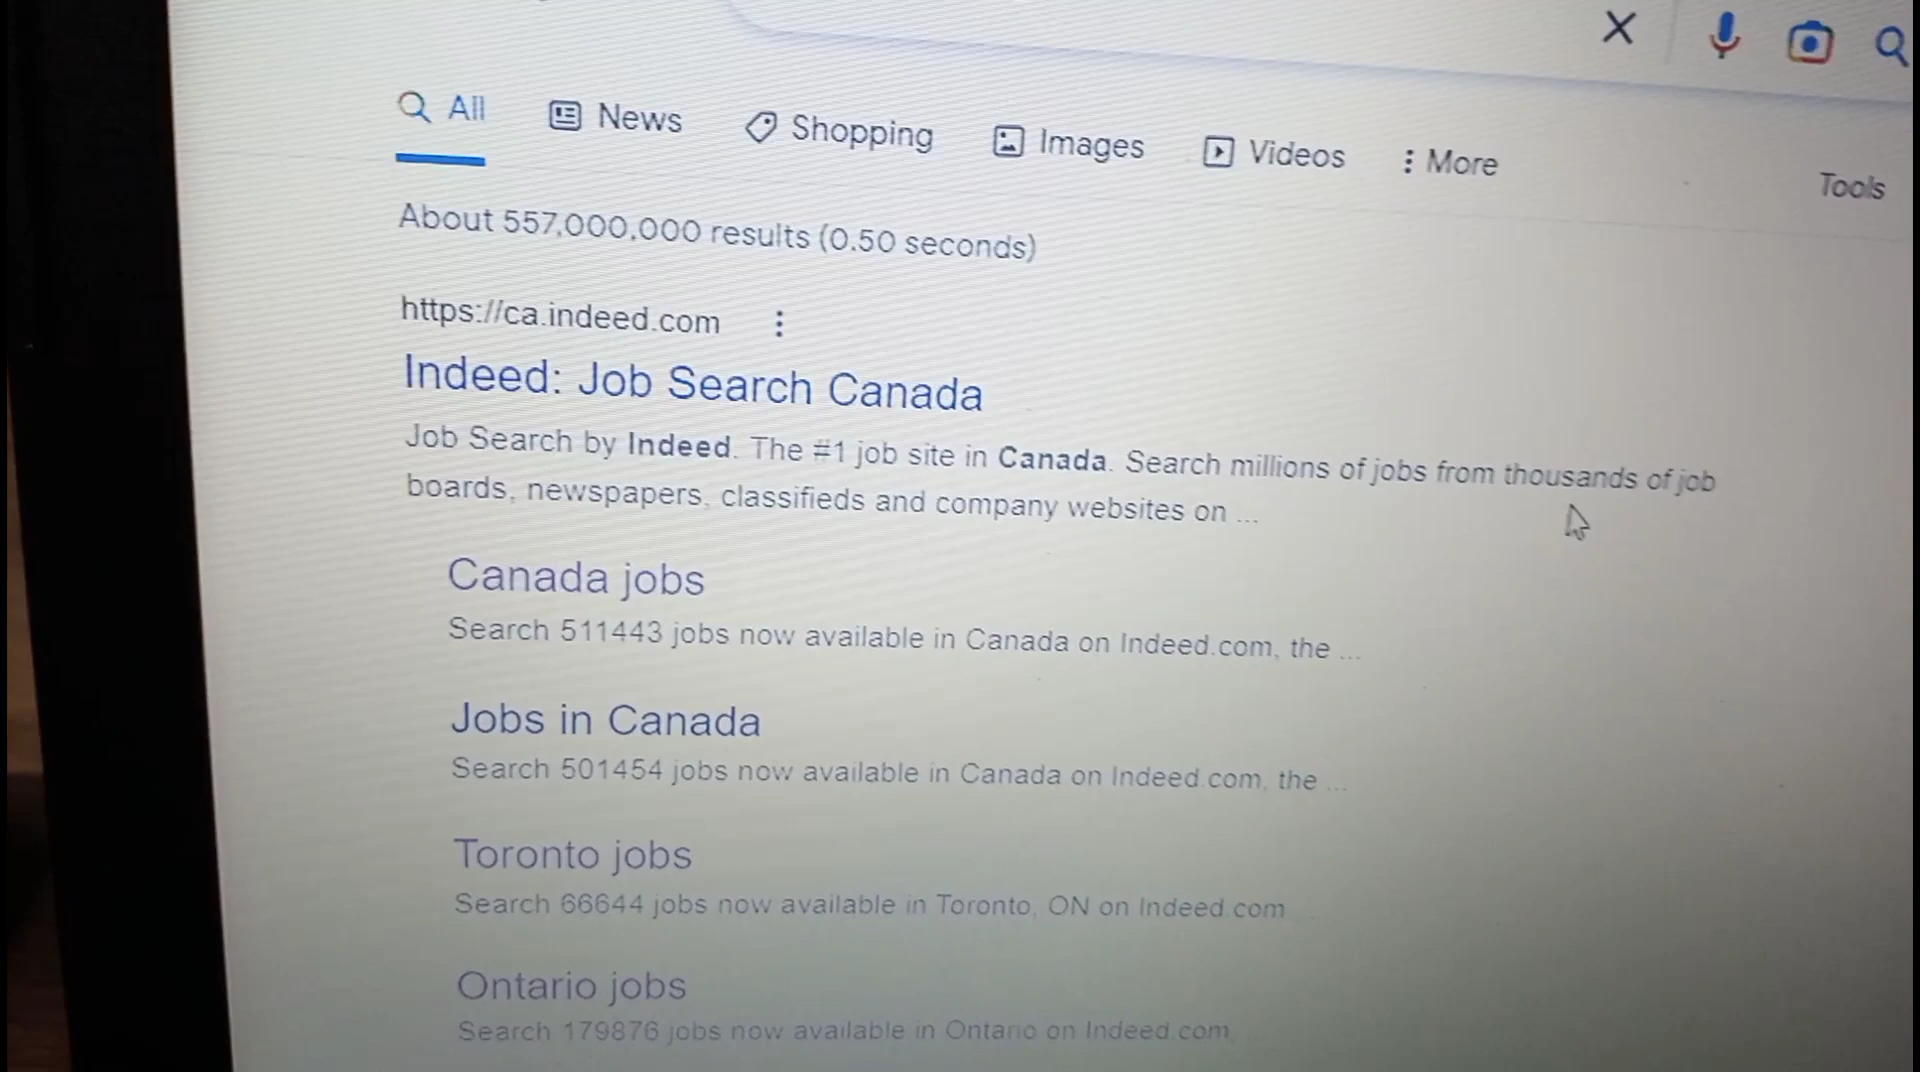 All News Shopping Images Videos More Tools
About 557,000,000 results (0.50 seconds)
https://ca.indeed.com
Indeed: Job Search Canada
Job Search by Indeed. The #1 job site in Canada. Search millions of jobs from thousands of job
boards, newspapers, classifieds and company websites on ...
Canada jobs
Search 511443 jobs now available in Canada on Indeed.com, the ...
Jobs in Canada
Search 501454 jobs now available in Canada on Indeed.com, the ...
Toronto jobs
Search 66644 jobs now available in Toronto, ON on Indeed.com
Ontario jobs
Search 179876 jobs now available in Ontario on Indeed.com,